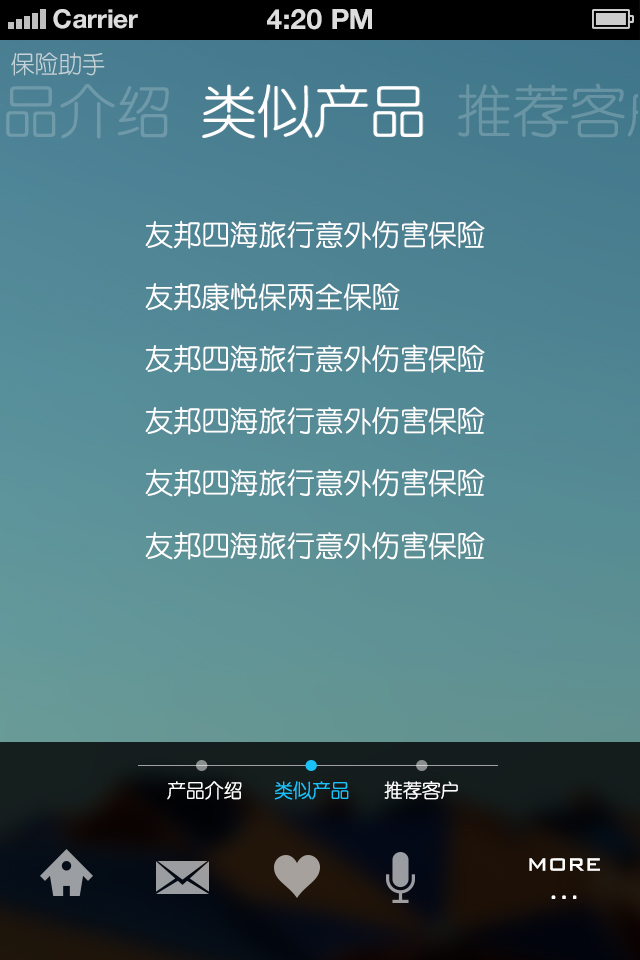 Carrier 4:20 PM
保险助手
品介绍 类似产品 推荐客户
友邦四海旅行意外伤害保险
友邦康悦保两全保险
友邦四海旅行意外伤害保险
友邦四海旅行意外伤害保险
友邦四海旅行意外伤害保险
友邦四海旅行意外伤害保险
产品介绍 类似产品 推荐客户
MORE
...